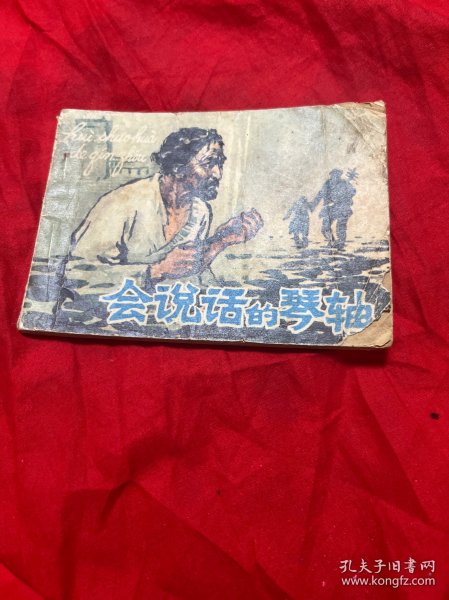 Hui shuo hua
de qin zhou
会说话的琴轴
孔夫子旧书网
www.kongfz.com